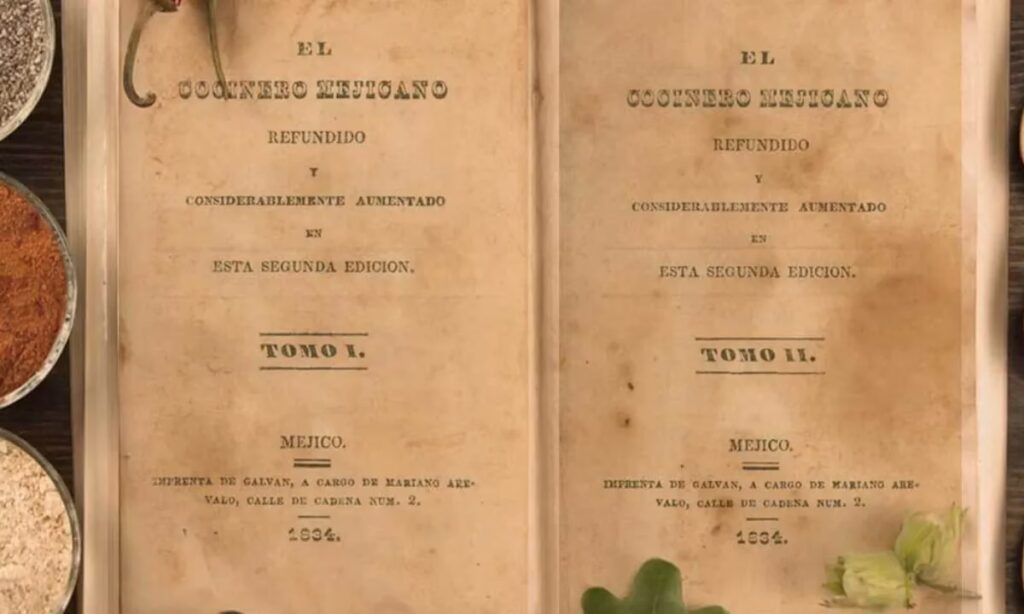 EL
COCINERO MEJICANO
REFUNDIDO
Y
CONSIDERABLEMENTE AUMENTADO
EN
ESTA SEGUNDA EDICION.
TOMO I.
MEJICO.
IMPRENTA DE GALVAN, A CARGO DE MARIANO ARE-
VALO, CALLE DE CADENA NUM. 2.
1834.
EL
COCINERO MEJICANO
REFUNDIDO
Y
CONSIDERABLEMENTE AUMENTADO
EN
ESTA SEGUNDA EDICION.
TOMO II.
MEJICO.
IMPRENTA DE GALVAN, A CARGO DE MARIANO ARE-
VALO, CALLE DE CADENA NUM. 2.
1834.